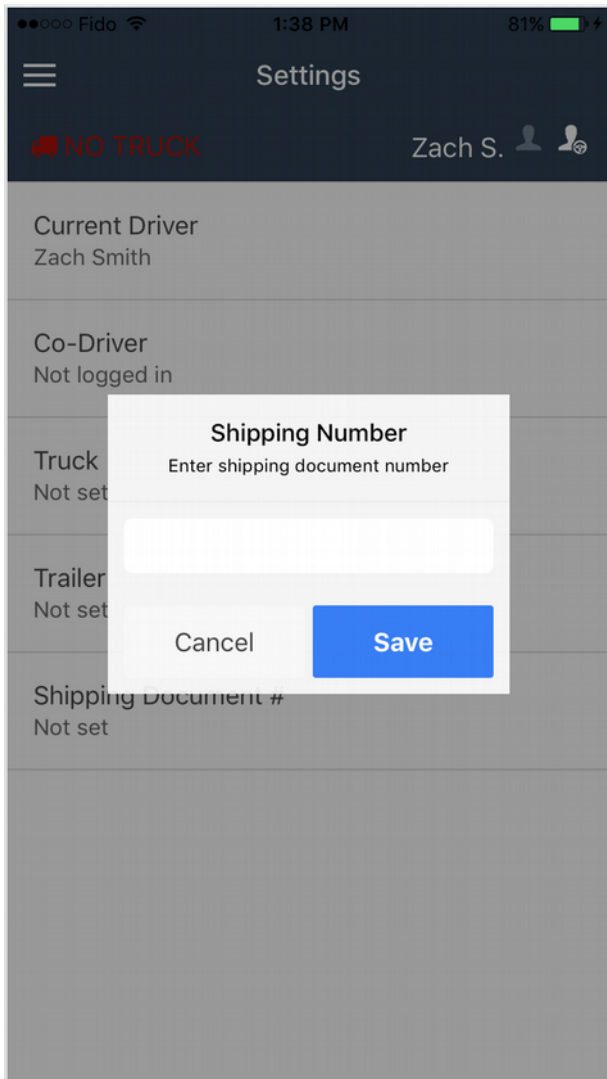 Fido 1:38 PM 81%
Settings
NO TRUCK Zach S.
Current Driver
Zach Smith
Co-Driver
Not logged in
Shipping Number
Enter shipping document number
Truck
Not set
Trailer
Not set
Cancel Save
Shipping Document #
Not set